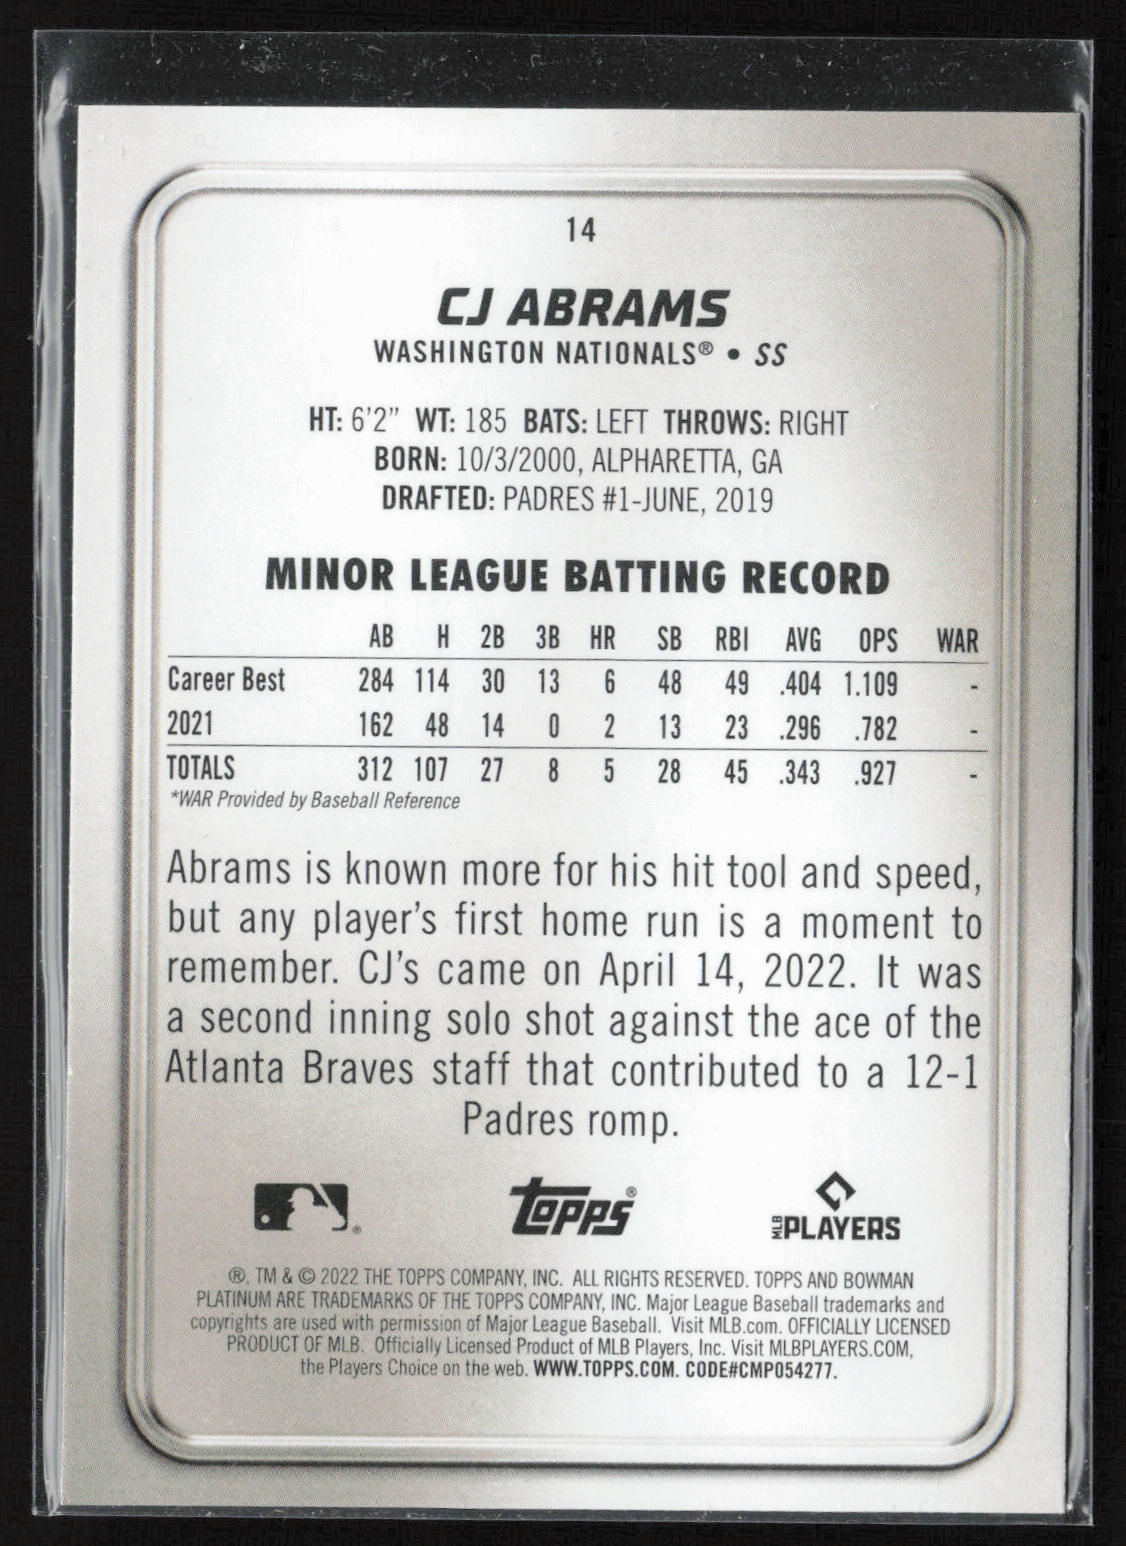 14
CJ ABRAMS
WASHINGTON NATIONALS® • SS
HT: 6'2" WT: 185 BATS: LEFT THROWS: RIGHT
BORN: 10/3/2000, ALPHARETTA, GA
DRAFTED: PADRES #1-JUNE, 2019
MINOR LEAGUE BATTING RECORD
AB H 2B 3B HR SB RBI AVG OPS WAR
Career Best 284 114 30 13 6 48 49 .404 1.109 -
2021 162 48 14 0 2 13 23 .296 .782 -
TOTALS 312 107 27 8 5 28 45 .343 .927 -
*WAR Provided by Baseball Reference
Abrams is known more for his hit tool and speed,
but any player's first home run is a moment to
remember. CJ's came on April 14, 2022. It was
a second inning solo shot against the ace of the
Atlanta Braves staff that contributed to a 12-1
Padres romp.
® Topps® MLB PLAYERS
®, TM & © 2022 THE TOPPS COMPANY, INC. ALL RIGHTS RESERVED. TOPPS AND BOWMAN
PLATINUM ARE TRADEMARKS OF THE TOPPS COMPANY, INC. Major League Baseball trademarks and
copyrights are used with permission of Major League Baseball. Visit MLB.com. OFFICIALLY LICENSED
PRODUCT OF MLB. Officially Licensed Product of MLB Players, Inc. Visit MLBPLAYERS.COM,
the Players Choice on the web. WWW.TOPPS.COM. CODE#CMP054277.